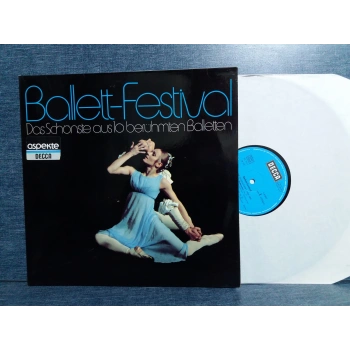 Ballett-Festival
Das Schönste aus 10 berühmten Balletten
aspekte
DECCA
DECCA